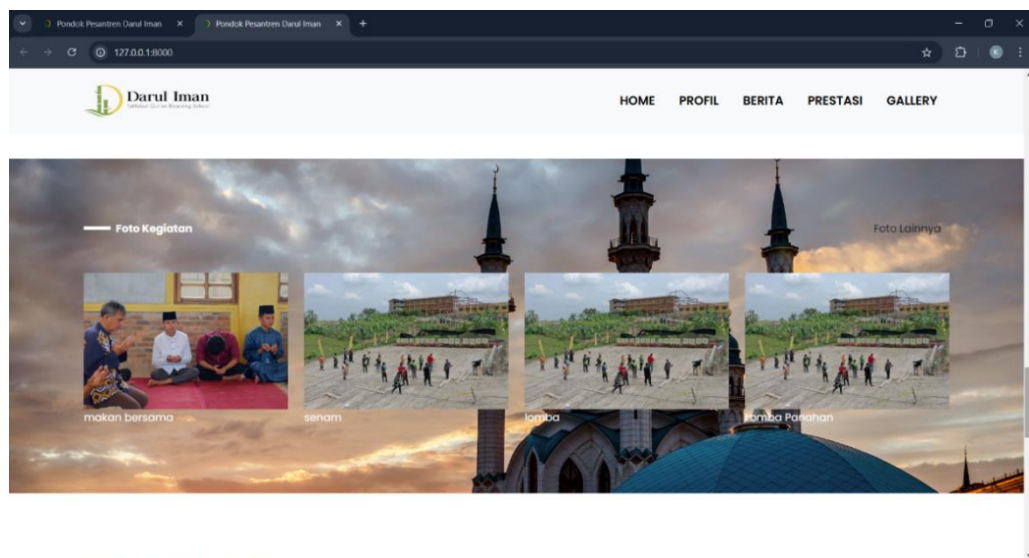 Pondok Pesantren Darul Iman
Pondok Pesantren Darul Iman
127.0.0.1:8000
Darul Iman
HOME PROFIL BERITA PRESTASI GALLERY
Foto Kegiatan
Foto Lainnya
makan bersama
senam
lomba
Lomba Panahan